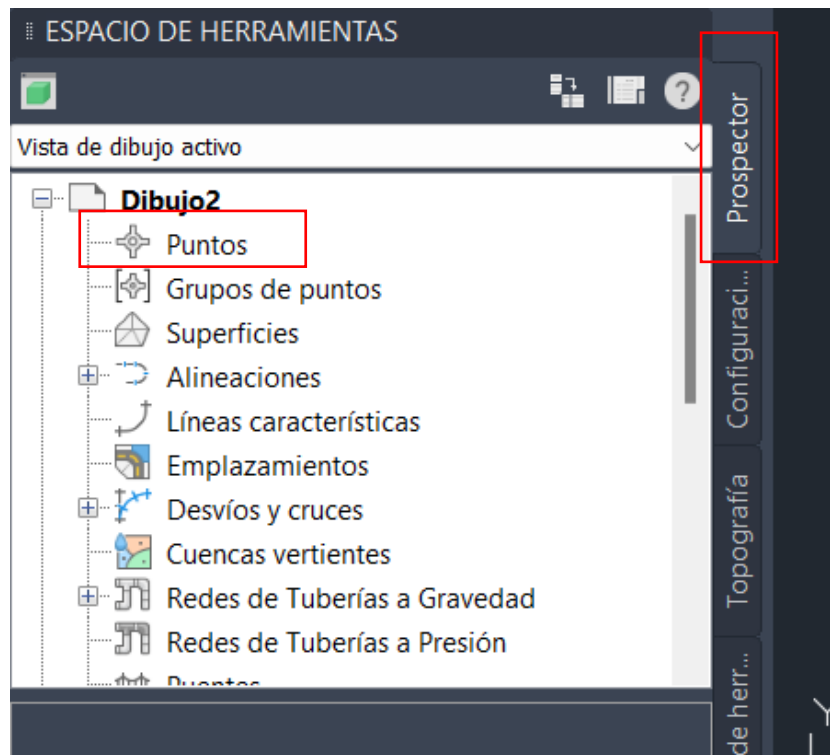 ESPACIO DE HERRAMIENTAS
Vista de dibujo activo
Dibujo2
Puntos
Grupos de puntos
Superficies
Alineaciones
Líneas características
Emplazamientos
Desvíos y cruces
Cuencas vertientes
Redes de Tuberías a Gravedad
Redes de Tuberías a Presión
Puentes
Prospector
Configuraci...
Topografía
de herr...
Y